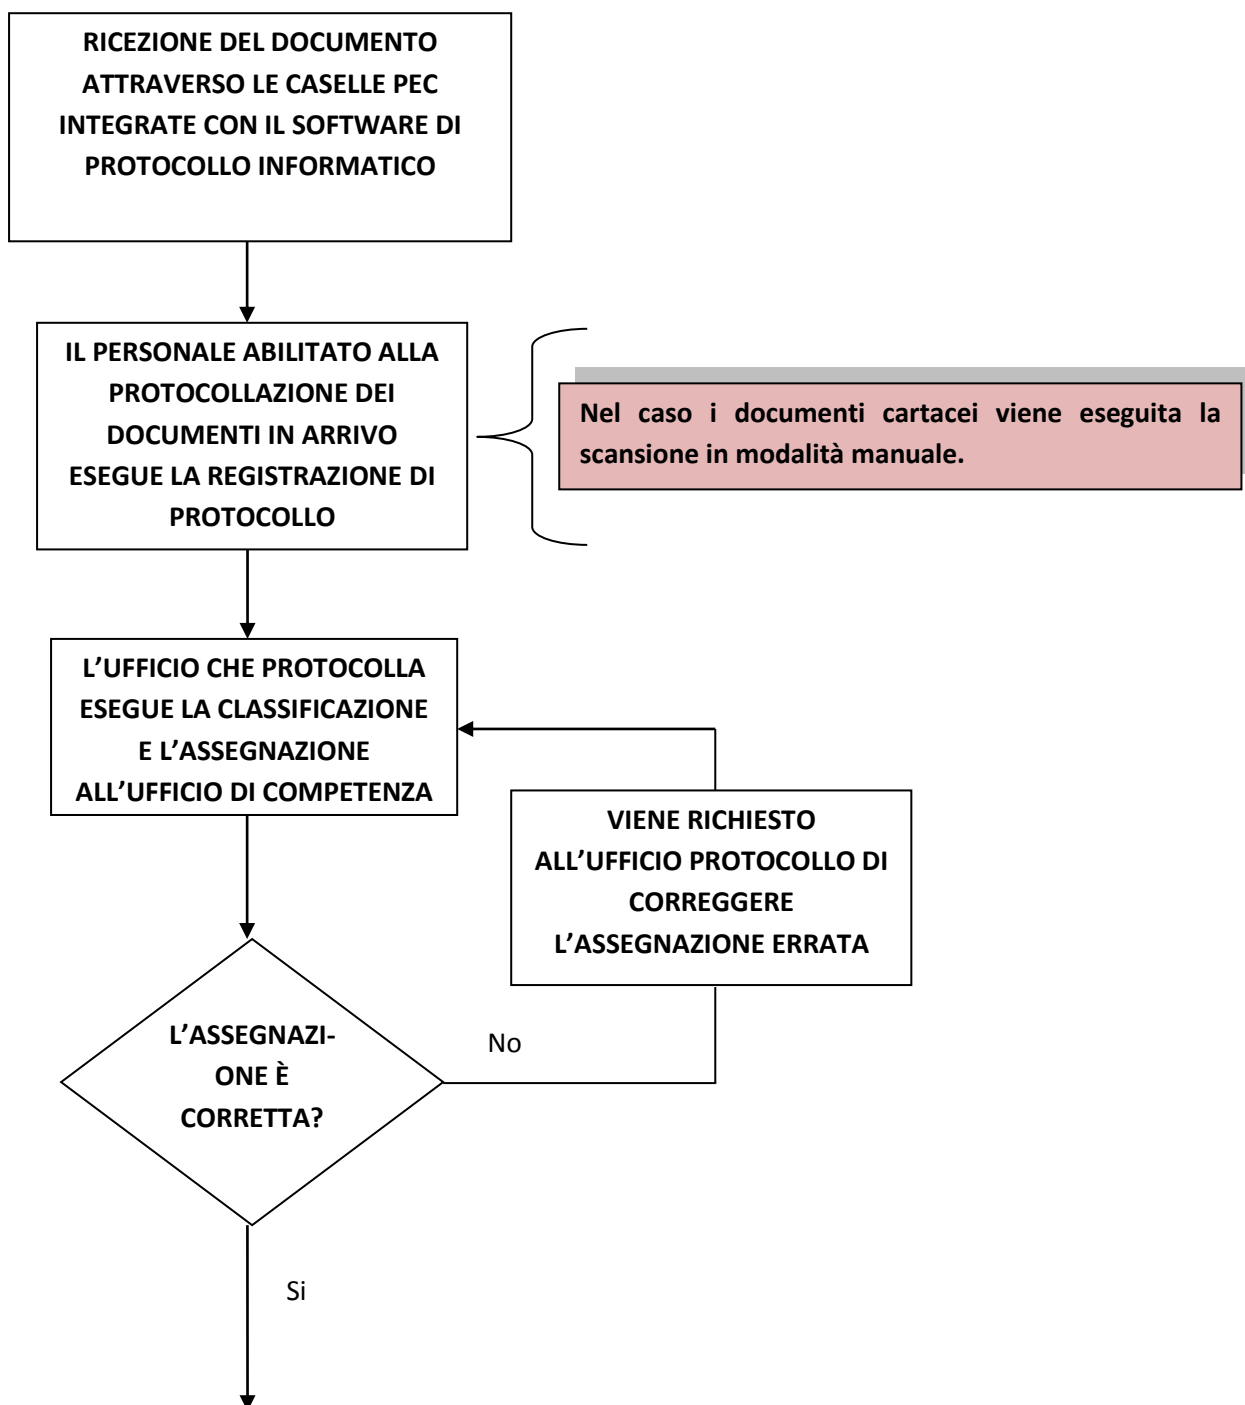 RICEZIONE DEL DOCUMENTO
ATTRAVERSO LE CASELLE PEC
INTEGRATE CON IL SOFTWARE DI
PROTOCOLLO INFORMATICO
IL PERSONALE ABILITATO ALLA
PROTOCOLLAZIONE DEI
DOCUMENTI IN ARRIVO
ESEGUE LA REGISTRAZIONE DI
PROTOCOLLO
Nel caso i documenti cartacei viene eseguita la
scansione in modalità manuale.
L’UFFICIO CHE PROTOCOLLA
ESEGUE LA CLASSIFICAZIONE
E L’ASSEGNAZIONE
ALL’UFFICIO DI COMPETENZA
VIENE RICHIESTO
ALL’UFFICIO PROTOCOLLO DI
CORREGGERE
L’ASSEGNAZIONE ERRATA
L’ASSEGNAZI-
ONE È
CORRETTA?
No
Si